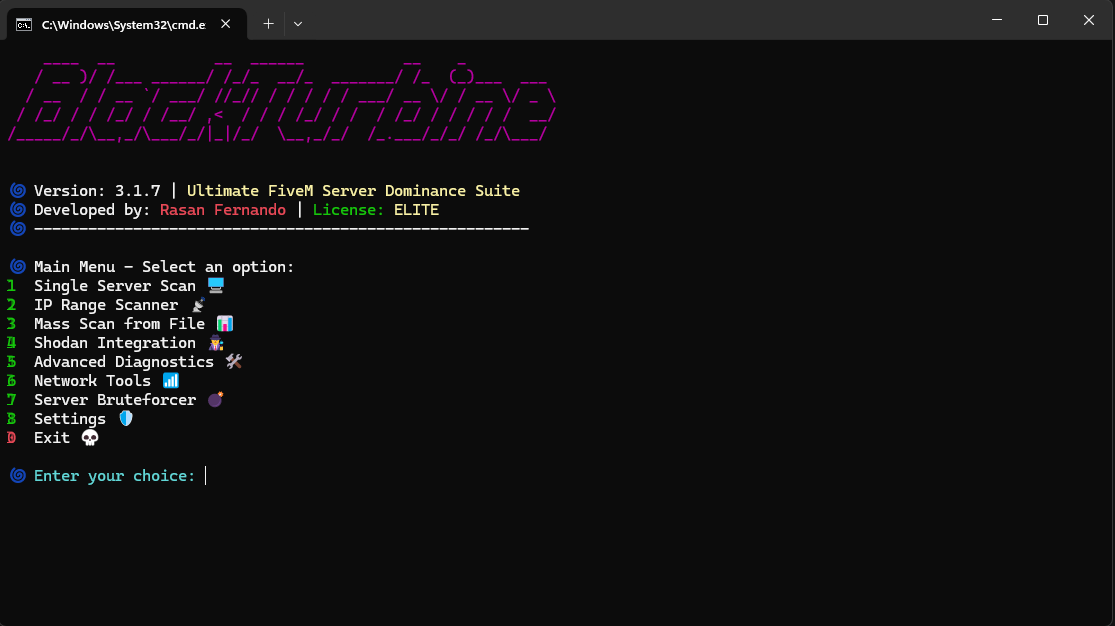 C:\Windows\System32\cmd.e
BlackTurbine
Version: 3.1.7 | Ultimate FiveM Server Dominance Suite
Developed by: Rasan Fernando | License: ELITE
-------------------------------------------------------
Main Menu - Select an option:
1 Single Server Scan
2 IP Range Scanner
3 Mass Scan from File
4 Shodan Integration
5 Advanced Diagnostics
6 Network Tools
7 Server Bruteforcer
8 Settings
0 Exit
Enter your choice: